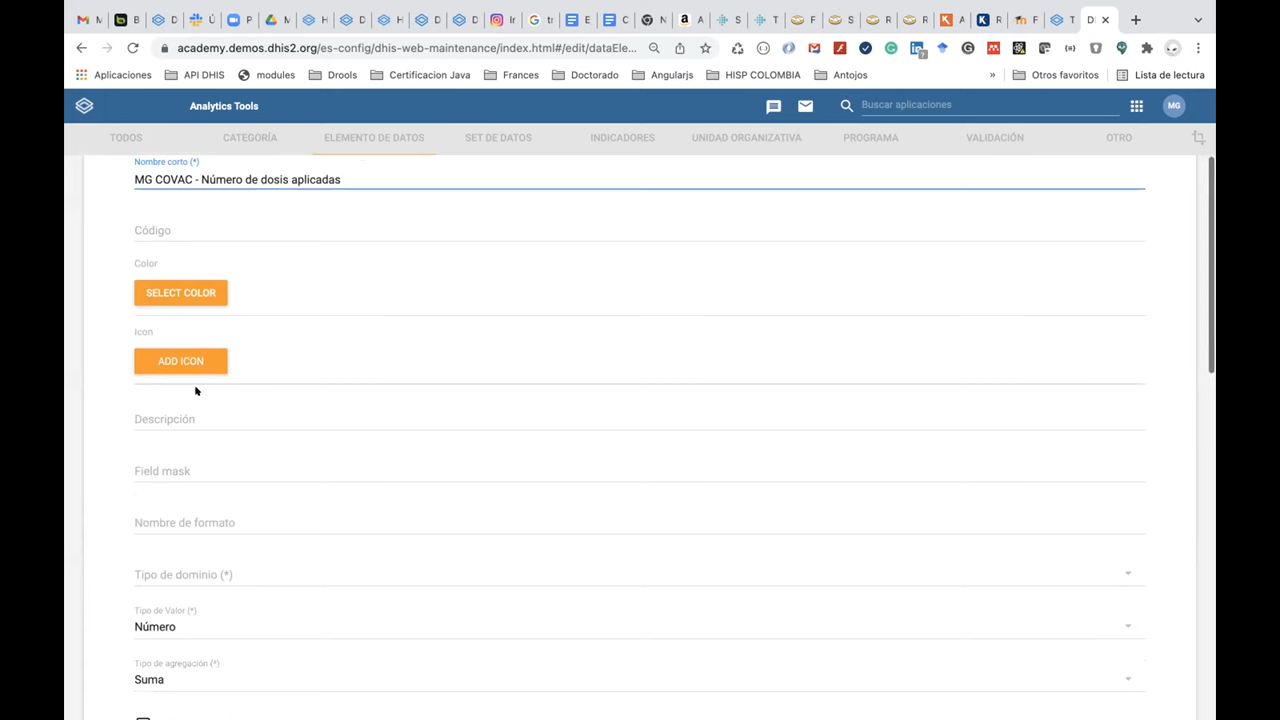 M
B
D
Ú
P
M
H
D
H
D
D
Ir
tr
E
C
N
A
S
T
R
S
R
R
A
K
F
T
D
academy.demos.dhis2.org/es-config/dhis-web-maintenance/index.html#/edit/dataEle...
Aplicaciones API DHIS modules Drools Certificacion Java Frances Doctorado Angularjs HISP COLOMBIA Antojos » Otros favoritos Lista de lectura
Analytics Tools Buscar aplicaciones MG
TODOS CATEGORÍA ELEMENTO DE DATOS SET DE DATOS INDICADORES UNIDAD ORGANIZATIVA PROGRAMA VALIDACIÓN OTRO
Nombre corto (*)
MG COVAC - Número de dosis aplicadas
Código
Color
SELECT COLOR
Icon
ADD ICON
Descripción
Field mask
Nombre de formato
Tipo de dominio (*)
Tipo de Valor (*)
Número
Tipo de agregación (*)
Suma